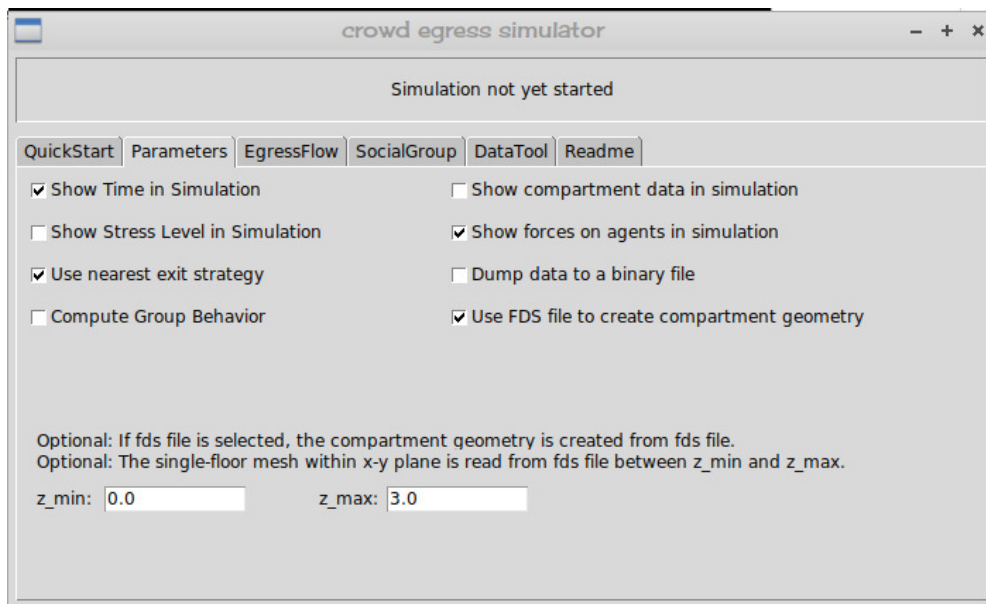 crowd egress simulator
Simulation not yet started
QuickStart Parameters EgressFlow SocialGroup DataTool Readme
Show Time in Simulation Show compartment data in simulation
Show Stress Level in Simulation Show forces on agents in simulation
Use nearest exit strategy Dump data to a binary file
Compute Group Behavior Use FDS file to create compartment geometry
Optional: If fds file is selected, the compartment geometry is created from fds file.
Optional: The single-floor mesh within x-y plane is read from fds file between z_min and z_max.
z_min: 0.0 z_max: 3.0